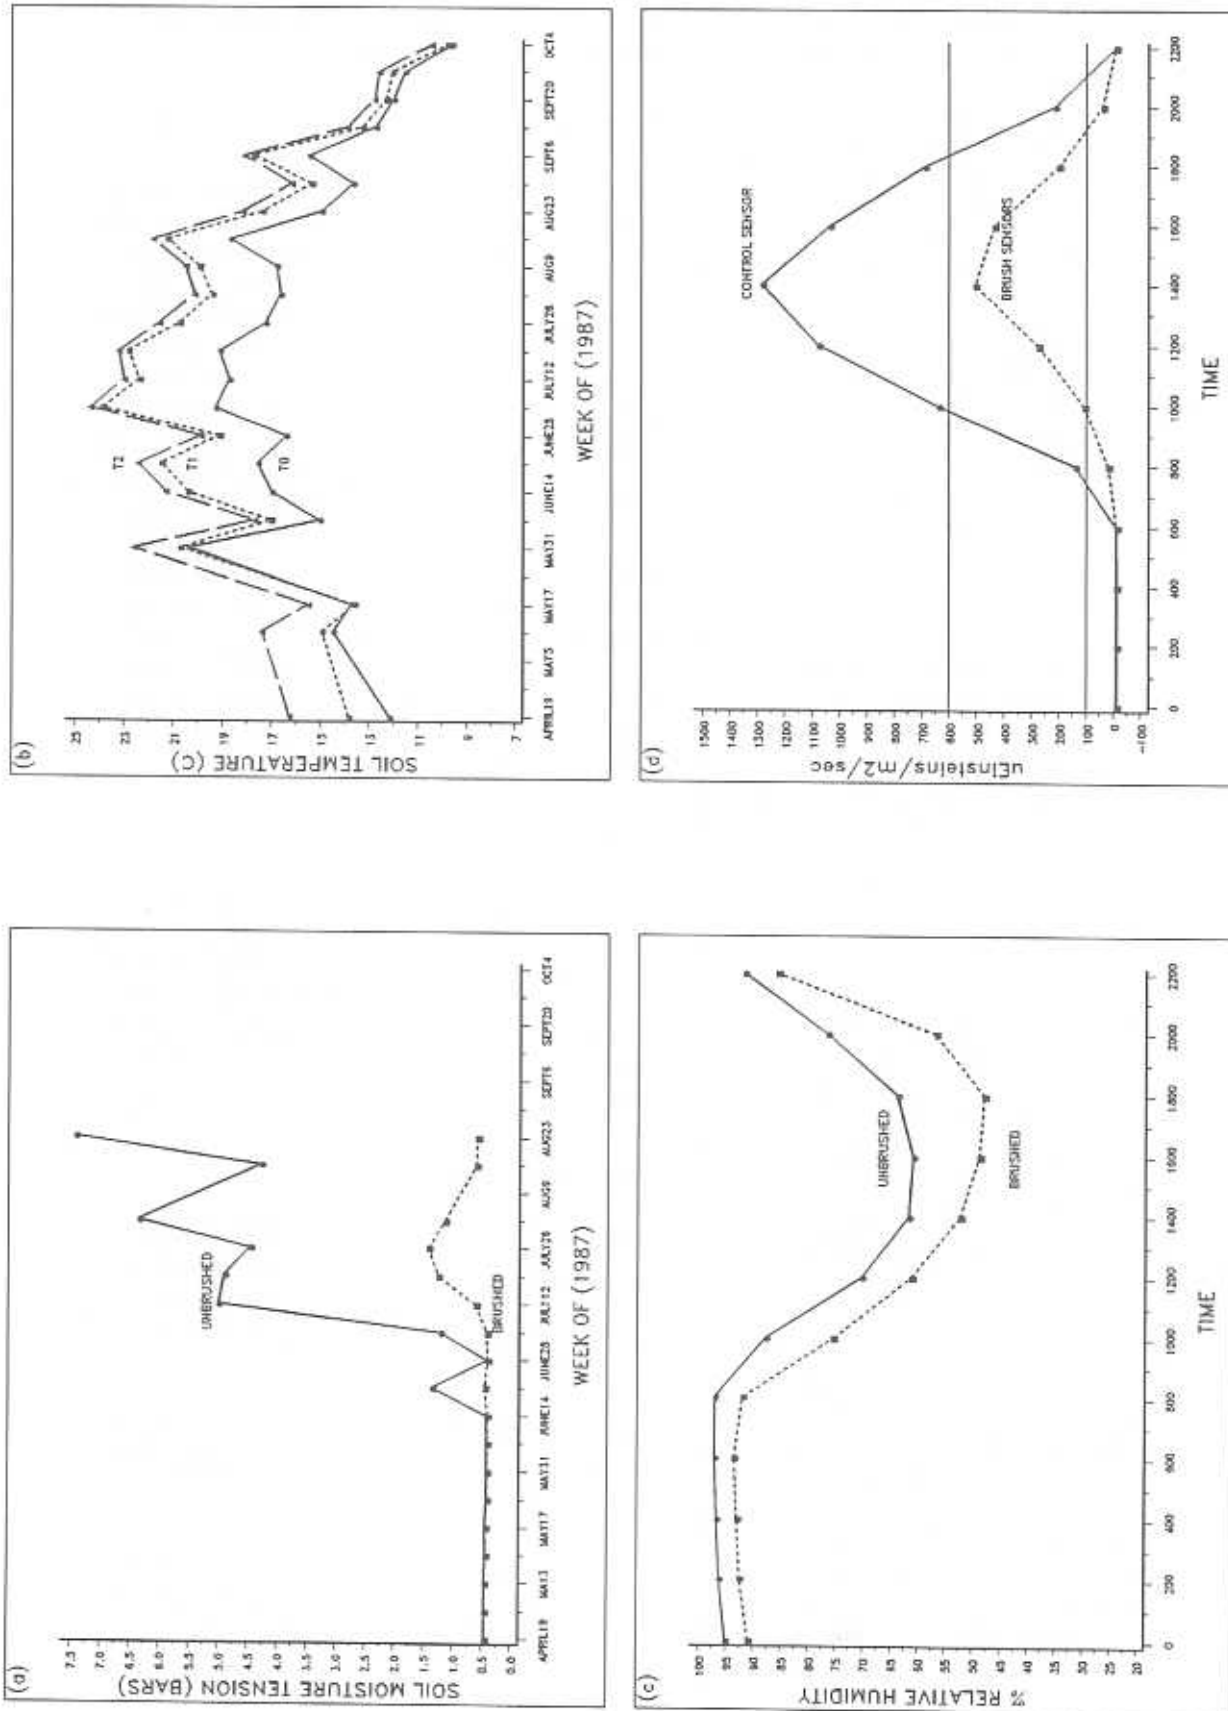 (a)
SOIL MOISTURE TENSION (BARS)
7.5
7.0
6.5
6.0
5.5
5.0
4.5
4.0
3.5
3.0
2.5
2.0
1.5
1.0
0.5
0.0
UNBRUSHED
BRUSHED
APRIL19 MAY3 MAY17 MAY31 JUNE14 JUNE28 JULY12 JULY26 AUG9 AUG23 SEPT6 SEPT20 OCT4
WEEK OF (1987)
(b)
SOIL TEMPERATURE (C)
25
23
21
19
17
15
13
11
9
7
T2
T1
T0
APRIL19 MAY3 MAY17 MAY31 JUNE14 JUNE28 JULY12 JULY26 AUG9 AUG23 SEPT6 SEPT20 OCT4
WEEK OF (1987)
(c)
% RELATIVE HUMIDITY
100
95
90
85
80
75
70
65
60
55
50
45
40
35
30
25
20
UNBRUSHED
BRUSHED
0 200 400 600 800 1000 1200 1400 1600 1800 2000 2200
TIME
(d)
uEinsteins/m2/sec
1500
1400
1300
1200
1100
1000
900
800
700
600
500
400
300
200
100
0
-100
CONTROL SENSOR
BRUSH SENSORS
0 200 400 600 800 1000 1200 1400 1600 1800 2000 2200
TIME